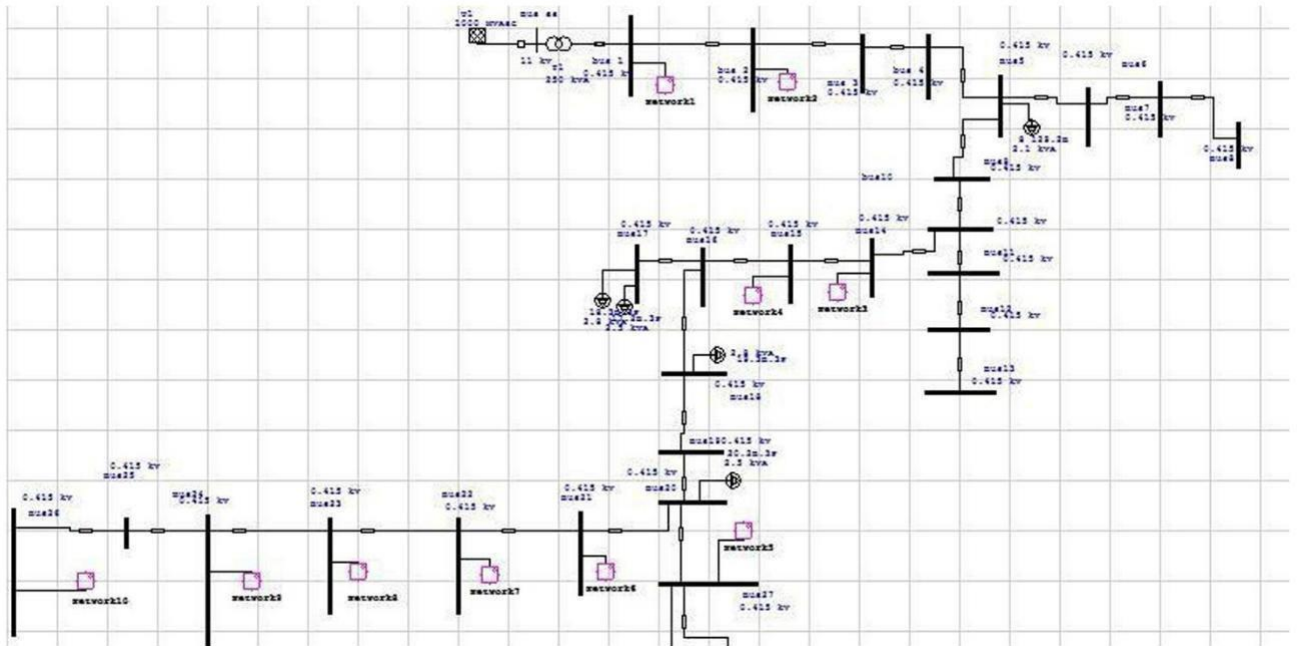 U1
1000 MVAsc
Bus ss
11 kV
T1
250 kVA
Bus 1
0.415 kV
Network1
Bus 2
0.415 kV
Network2
Bus 3
0.415 kV
Bus 4
0.415 kV
0.415 kV
Bus5
0.415 kV
Bus6
Bus7
0.415 kV
0.415 kV
Bus8
2.1 kVA
Bus9
0.415 kV
Bus10
0.415 kV
Bus11
0.415 kV
Bus12
0.415 kV
Bus13
0.415 kV
0.415 kV
Bus14
0.415 kV
Bus15
0.415 kV
Bus16
0.415 kV
Bus17
Network3
Network4
2.5 kVA
0.415 kV
Bus18
Bus19
0.415 kV
2.5 kVA
0.415 kV
Bus20
Network5
Bus27
0.415 kV
0.415 kV
Bus21
Network6
Bus22
0.415 kV
Network7
0.415 kV
Bus23
Network8
Bus24
0.415 kV
Network9
0.415 kV
Bus25
0.415 kV
Bus26
Network10